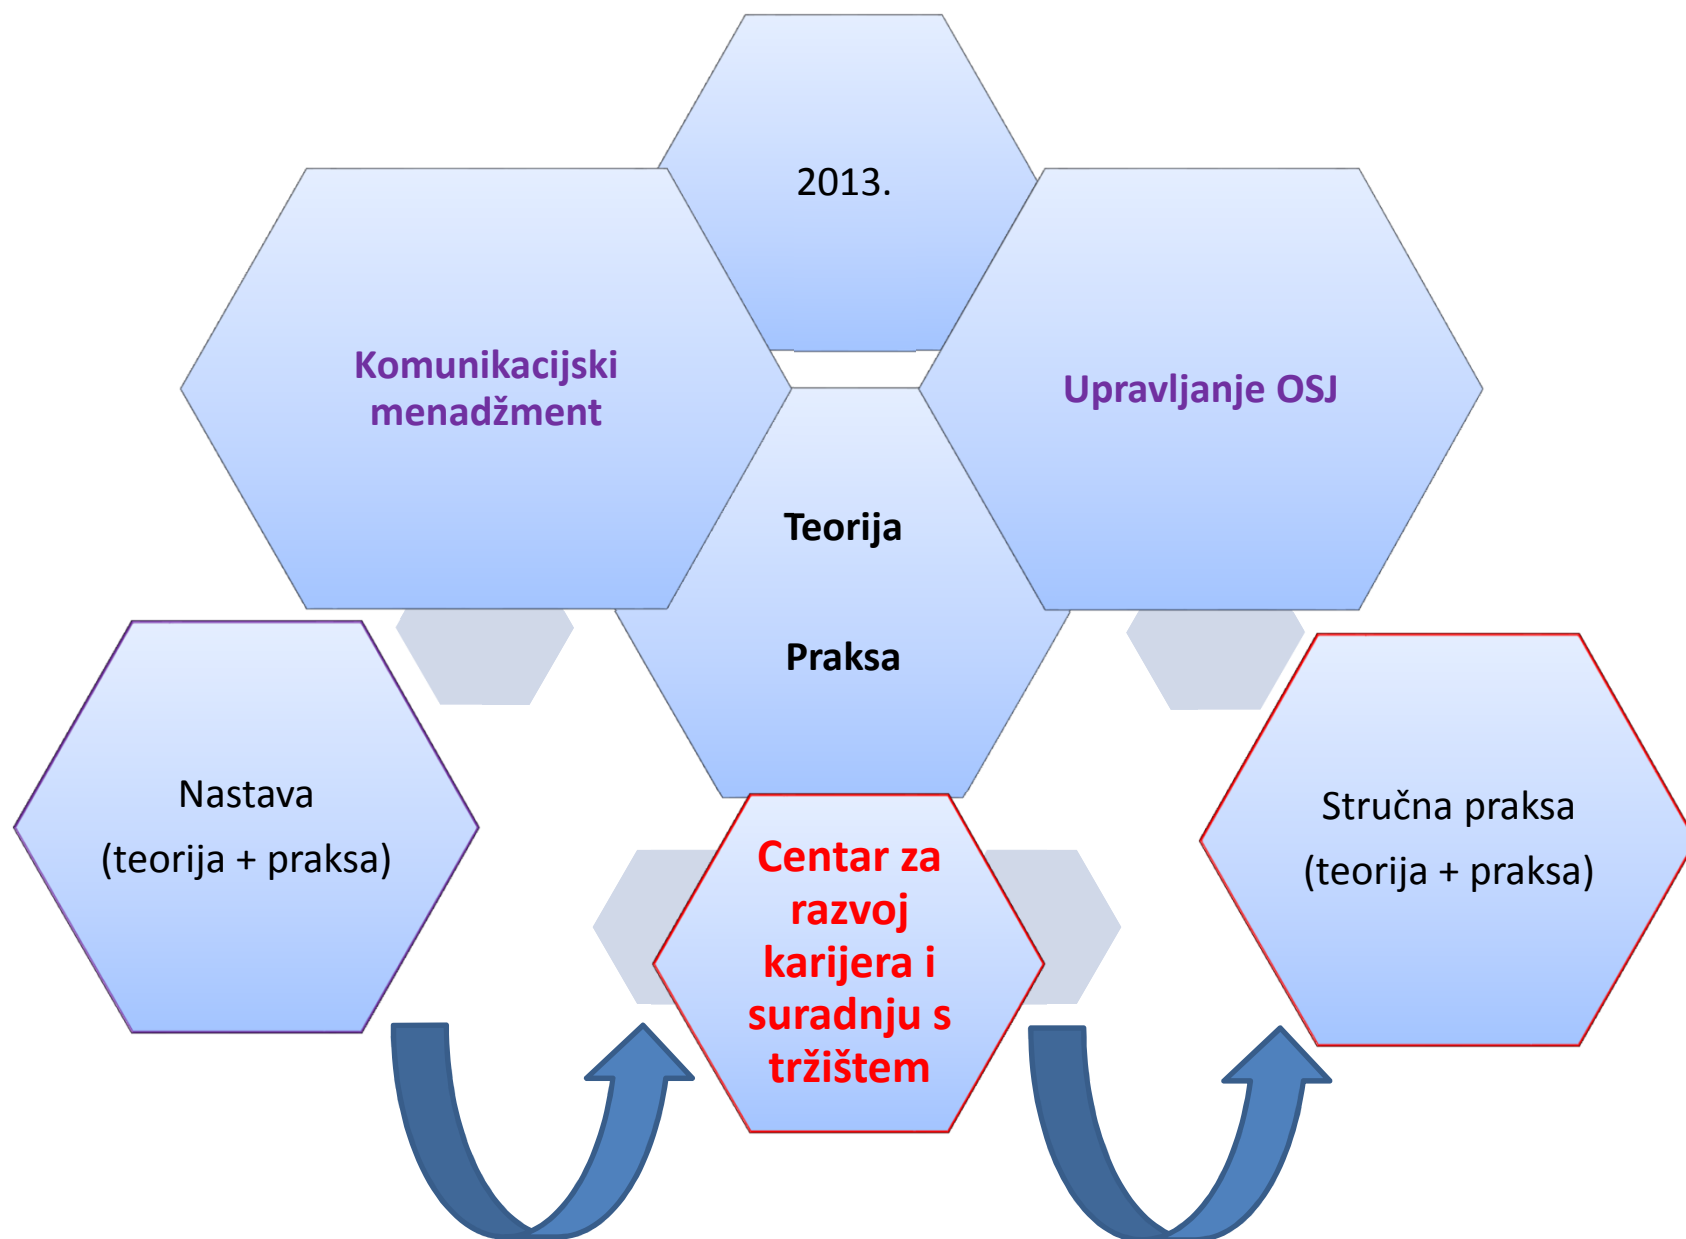 2013.
Komunikacijski
menadžment
Upravljanje OSJ
Teorija
Praksa
Nastava
(teorija + praksa)
Centar za
razvoj
karijera i
suradnju s
tržištem
Stručna praksa
(teorija + praksa)